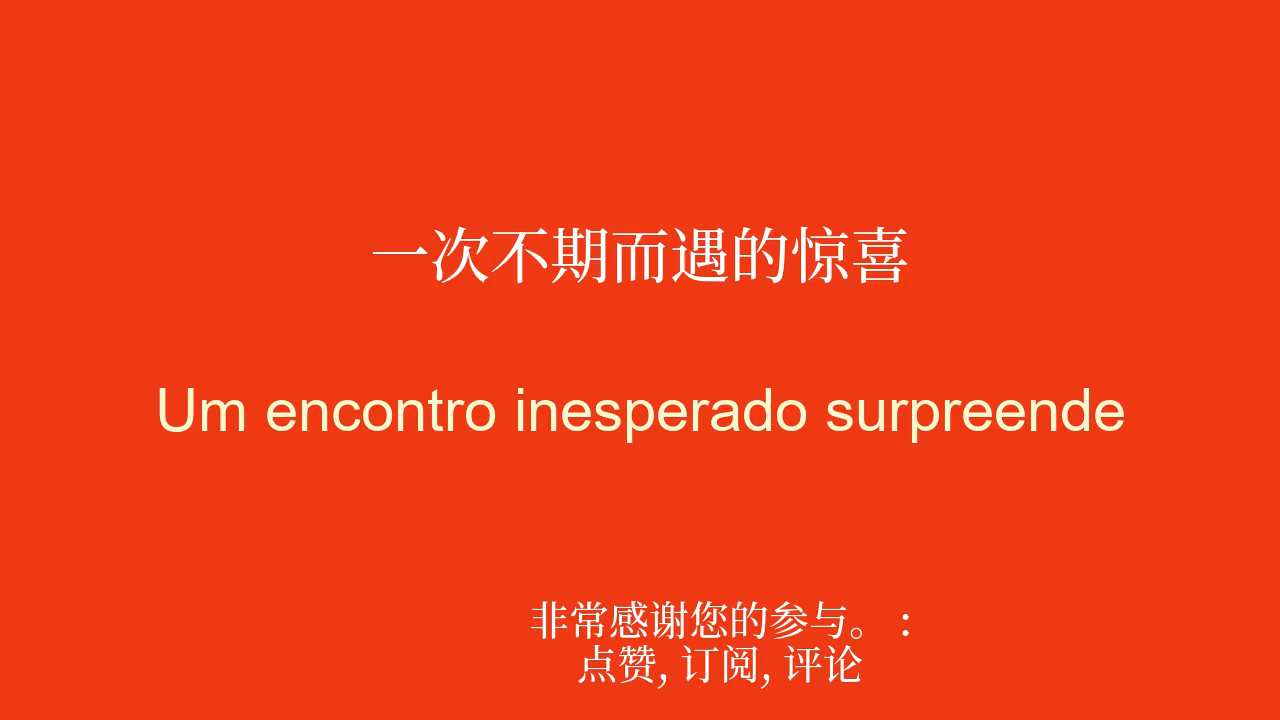 一次不期而遇的惊喜
Um encontro inesperado surpreende
非常感谢您的参与。 :
点赞, 订阅, 评论